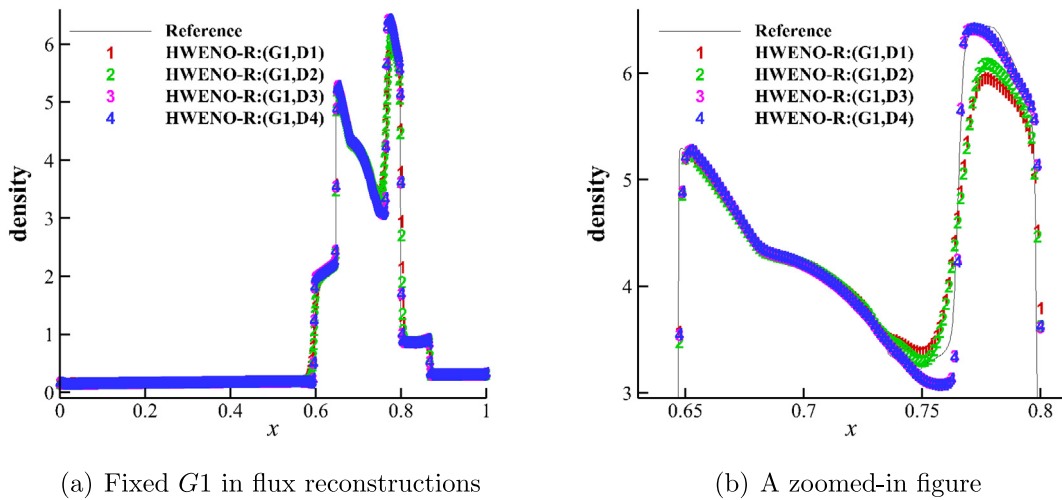 Reference
1 HWENO-R:(G1,D1)
2 HWENO-R:(G1,D2)
3 HWENO-R:(G1,D3)
4 HWENO-R:(G1,D4)
density
6
5
4
3
2
1
0
0 0.2 0.4 0.6 0.8 1
x
(a) Fixed G1 in flux reconstructions
Reference
1 HWENO-R:(G1,D1)
2 HWENO-R:(G1,D2)
3 HWENO-R:(G1,D3)
4 HWENO-R:(G1,D4)
density
6
5
4
3
0.65 0.7 0.75 0.8
x
(b) A zoomed-in figure